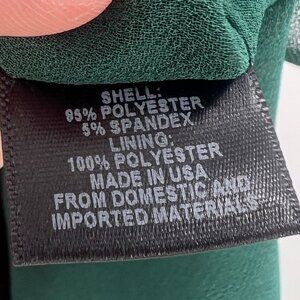 SHELL:
95% POLYESTER
5% SPANDEX
LINING:
100% POLYESTER
MADE IN USA
FROM DOMESTIC AND
IMPORTED MATERIALS